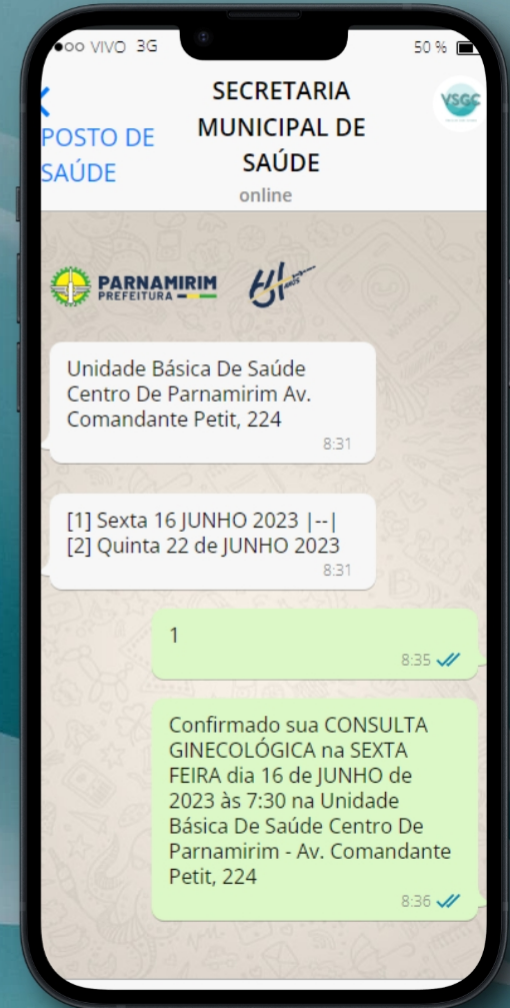 ●oo VIVO 3G
50 %
POSTO DE
SAÚDE
SECRETARIA
MUNICIPAL DE
SAÚDE
online
VSGC
PARNAMIRIM
PREFEITURA
ANOS
Unidade Básica De Saúde
Centro De Parnamirim Av.
Comandante Petit, 224
8:31
[1] Sexta 16 JUNHO 2023 |--|
[2] Quinta 22 de JUNHO 2023
8:31
1
8:35
Confirmado sua CONSULTA
GINECOLÓGICA na SEXTA
FEIRA dia 16 de JUNHO de
2023 às 7:30 na Unidade
Básica De Saúde Centro De
Parnamirim - Av. Comandante
Petit, 224
8:36